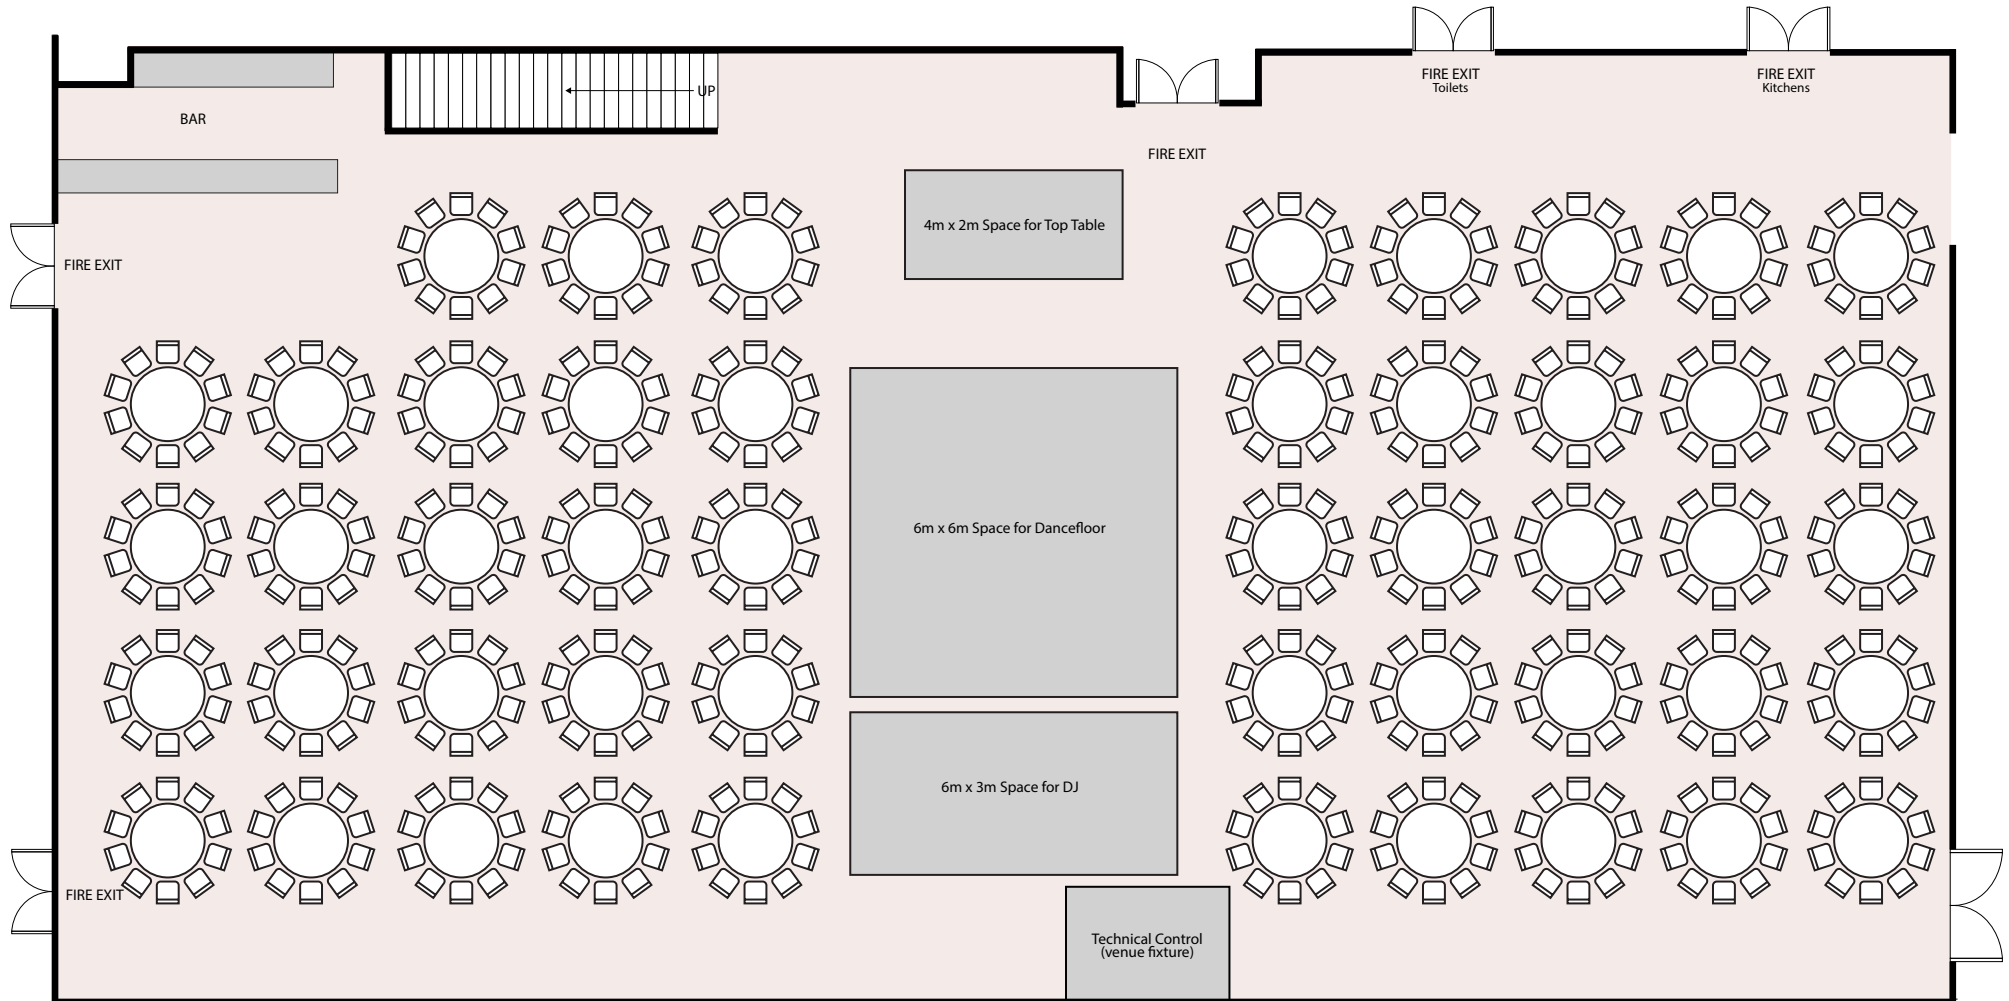 FIRE EXIT
Toilets
FIRE EXIT
Kitchens
UP
BAR
FIRE EXIT
4m x 2m Space for Top Table
FIRE EXIT
6m x 6m Space for Dancefloor
6m x 3m Space for DJ
FIRE EXIT
Technical Control
(venue fixture)